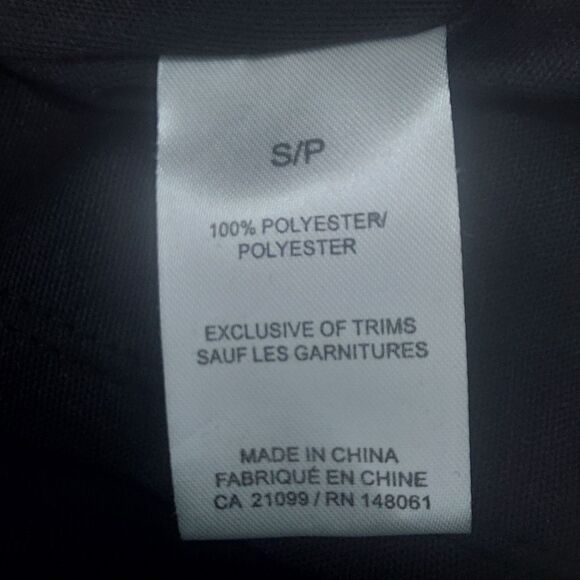 S/P
100% POLYESTER/
POLYESTER
EXCLUSIVE OF TRIMS
SAUF LES GARNITURES
MADE IN CHINA
FABRIQUÉ EN CHINE
CA 21099 / RN 148061